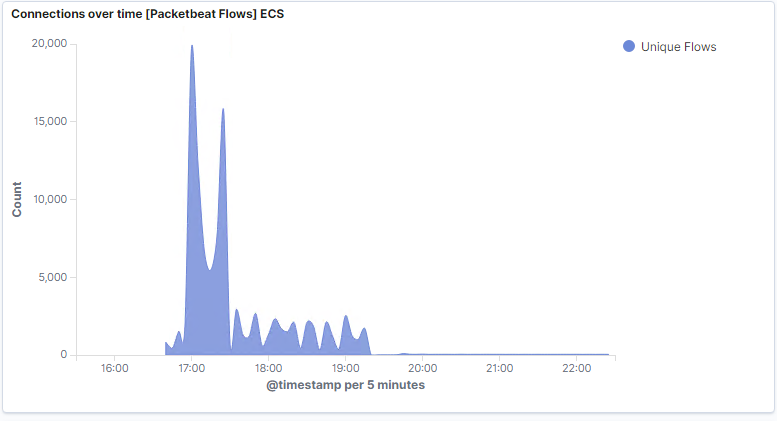 Connections over time [Packetbeat Flows] ECS
Unique Flows
20,000
15,000
10,000
5,000
0
Count
16:00 17:00 18:00 19:00 20:00 21:00 22:00
@timestamp per 5 minutes